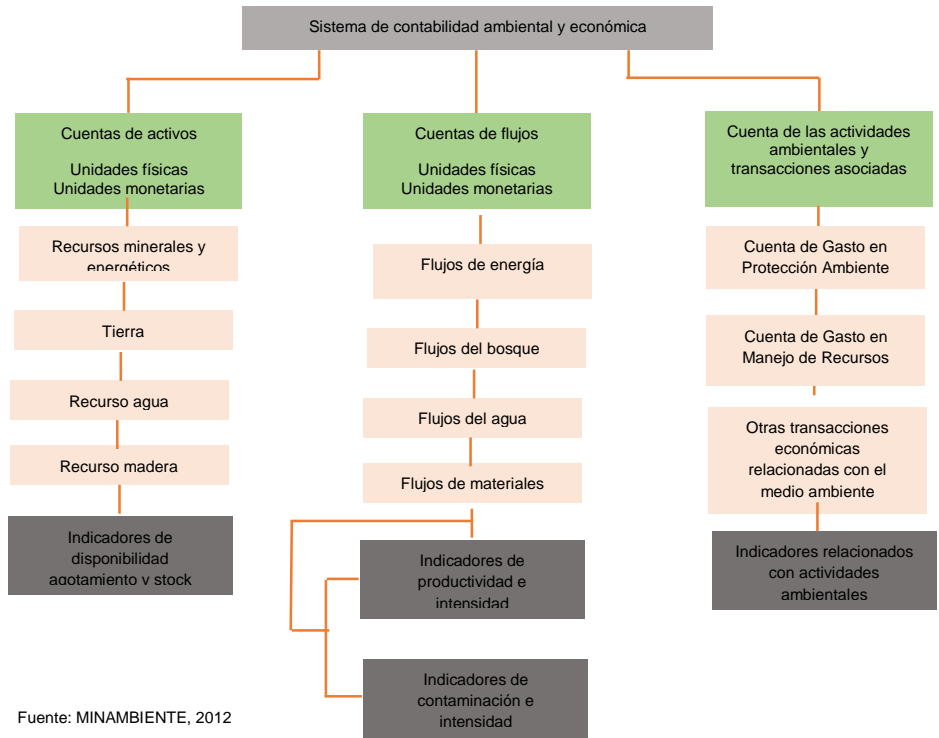 Sistema de contabilidad ambiental y económica
Cuentas de activos
Unidades físicas
Unidades monetarias
Recursos minerales y
energéticos
Tierra
Recurso agua
Recurso madera
Indicadores de
disponibilidad
agotamiento y stock
Cuentas de flujos
Unidades físicas
Unidades monetarias
Flujos de energía
Flujos del bosque
Flujos del agua
Flujos de materiales
Indicadores de
productividad e
intensidad
Indicadores de
contaminación e
intensidad
Cuenta de las actividades
ambientales y
transacciones asociadas
Cuenta de Gasto en
Protección Ambiente
Cuenta de Gasto en
Manejo de Recursos
Otras transacciones
económicas
relacionadas con el
medio ambiente
Indicadores relacionados
con actividades
ambientales
Fuente: MINAMBIENTE, 2012